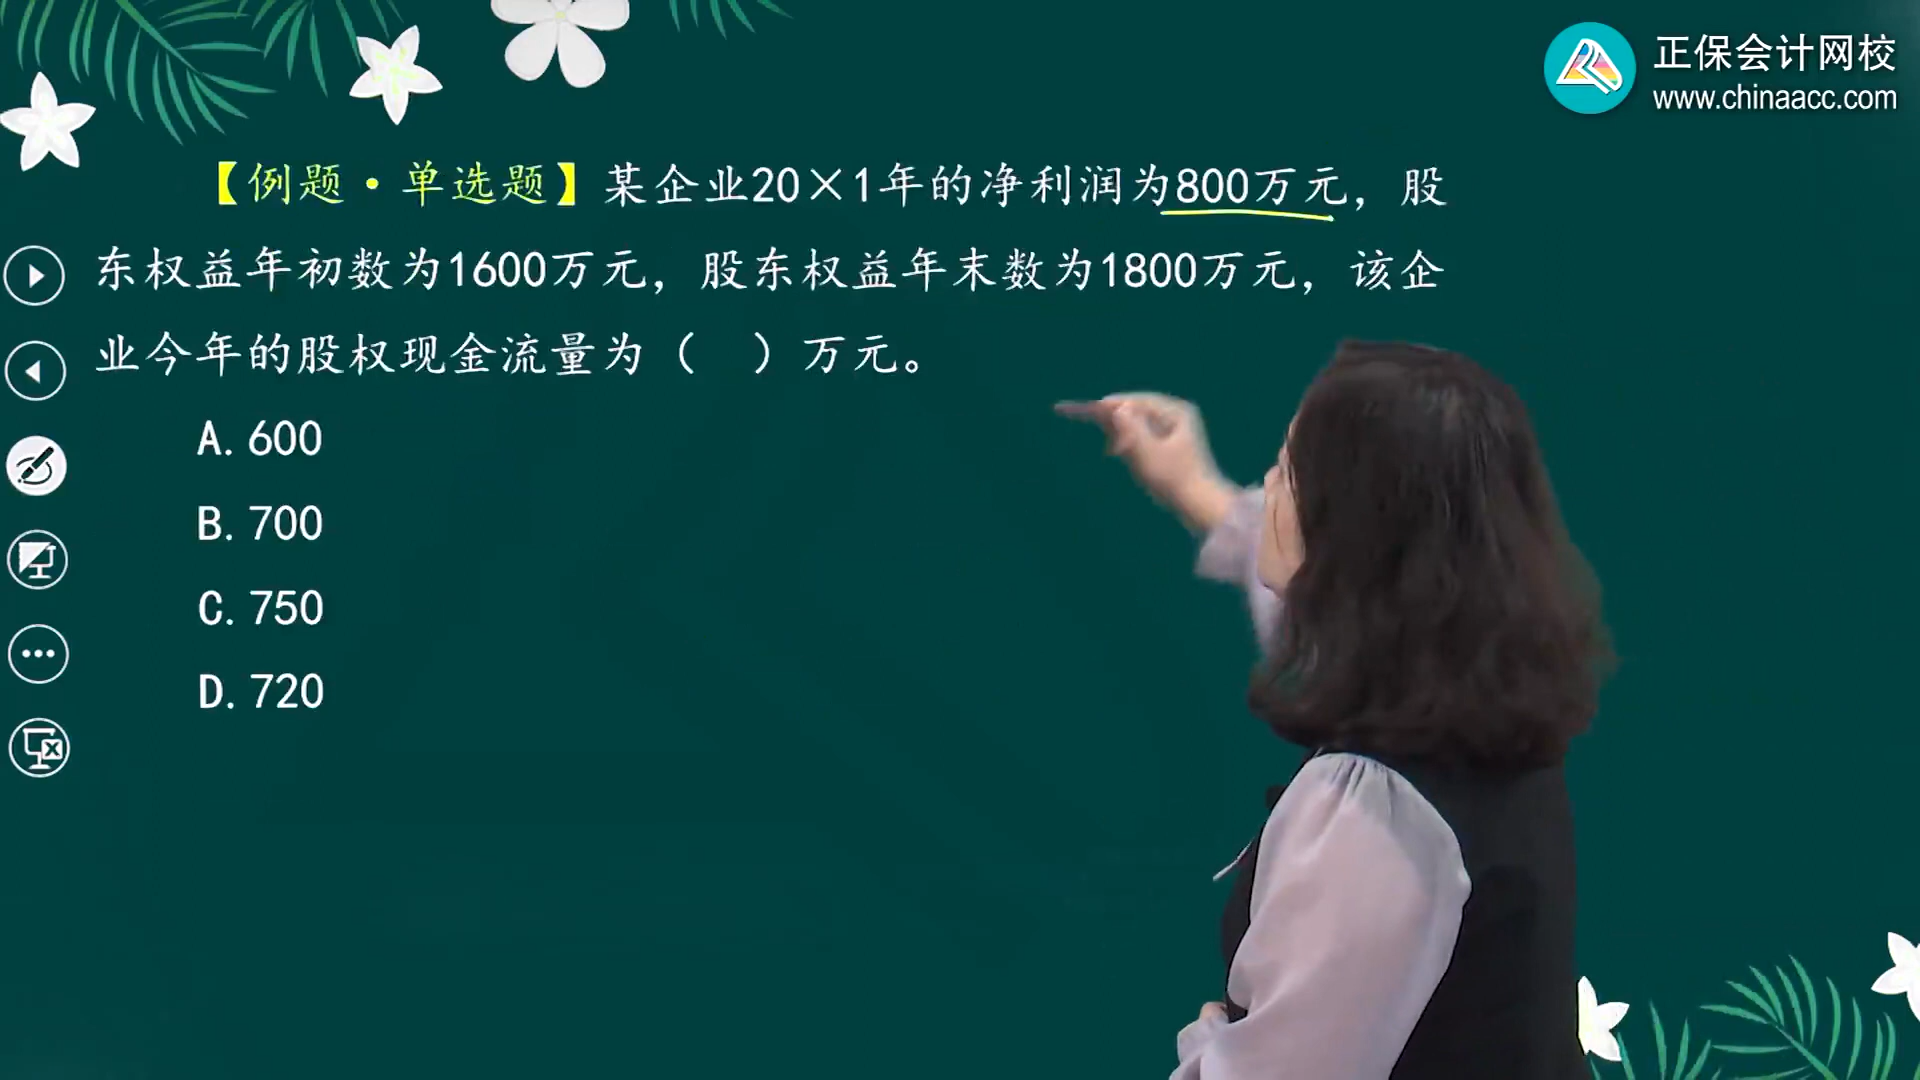 正保会计网校
www.chinaacc.com
【例题·单选题】某企业20×1年的净利润为800万元，股
东权益年初数为1600万元，股东权益年末数为1800万元，该企
业今年的股权现金流量为（　）万元。
A. 600
B. 700
C. 750
D. 720